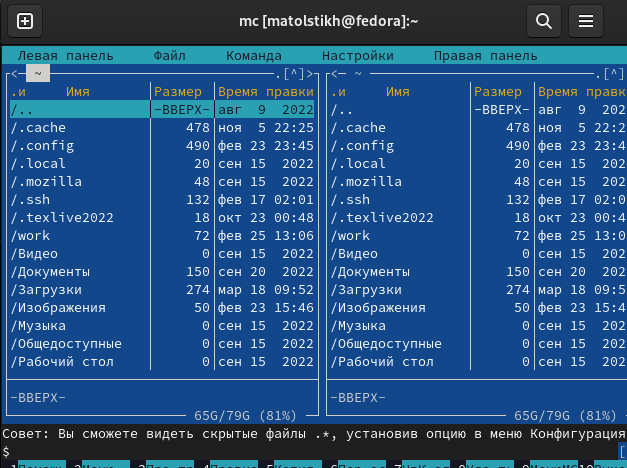 mc [matolstikh@fedora]:~
Левая панель Файл Команда Настройки Правая панель
<─ ~ .[^]> <─ ~ .[^]
.и Имя Размер Время правки .и Имя Размер Время правк
/.. -ВВЕРХ- авг 9 2022 /.. -ВВЕРХ- авг 9 202
/.cache 478 ноя 5 22:25 /.cache 478 ноя 5 22:2
/.config 490 фев 23 23:45 /.config 490 фев 23 23:4
/.local 20 сен 15 2022 /.local 20 сен 15 202
/.mozilla 48 сен 15 2022 /.mozilla 48 сен 15 202
/.ssh 132 фев 17 02:01 /.ssh 132 фев 17 02:0
/.texlive2022 18 окт 23 00:48 /.texlive2022 18 окт 23 00:4
/work 72 фев 25 13:06 /work 72 фев 25 13:0
/Видео 0 сен 15 2022 /Видео 0 сен 15 202
/Документы 150 сен 20 2022 /Документы 150 сен 20 202
/Загрузки 274 мар 18 09:52 /Загрузки 274 мар 18 09:5
/Изображения 50 фев 23 15:46 /Изображения 50 фев 23 15:4
/Музыка 0 сен 15 2022 /Музыка 0 сен 15 202
/Общедоступные 0 сен 15 2022 /Общедоступные 0 сен 15 202
/Рабочий стол 0 сен 15 2022 /Рабочий стол 0 сен 15 202
-ВВЕРХ- -ВВЕРХ-
65G/79G (81%) 65G/79G (81%)
Совет: Вы сможете видеть скрытые файлы .*, установив опцию в меню Конфигурация
$ [